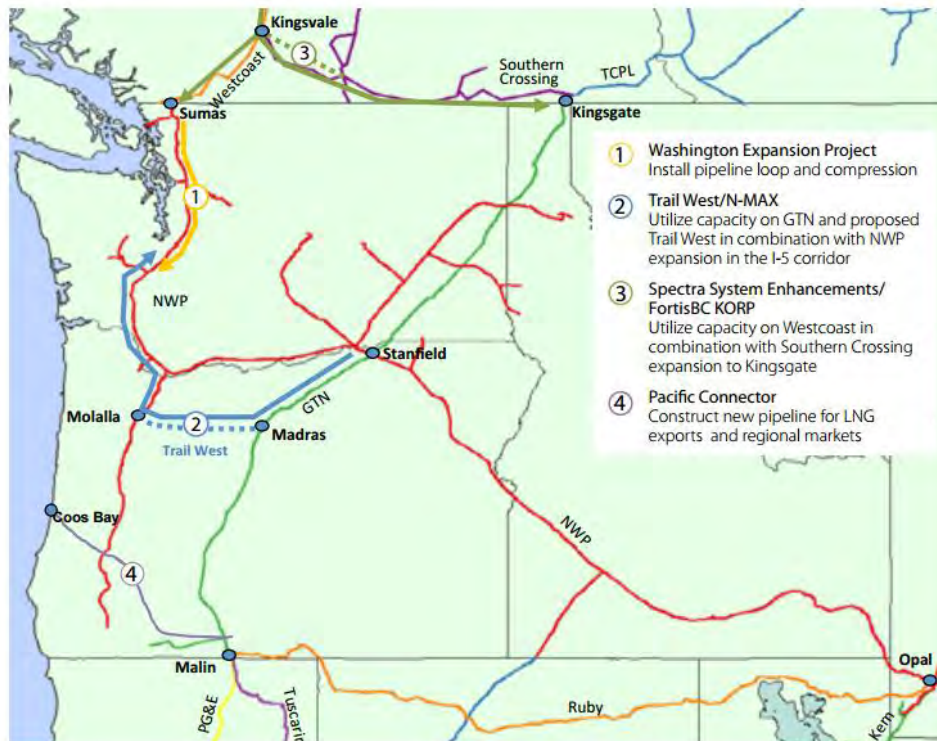 Kingsvale
3
Westcoast
Southern
Crossing
TCPL
Sumas
Kingsgate
1
1 Washington Expansion Project
Install pipeline loop and compression
2 Trail West/N-MAX
Utilize capacity on GTN and proposed
Trail West in combination with NWP
expansion in the I-5 corridor
3 Spectra System Enhancements/
FortisBC KORP
Utilize capacity on Westcoast in
combination with Southern Crossing
expansion to Kingsgate
4 Pacific Connector
Construct new pipeline for LNG
exports and regional markets
NWP
Stanfield
GTN
Molalla
2
Madras
Trail West
Coos Bay
NWP
4
Malin
Opal
PG&E
Tuscarin
Ruby
Kern